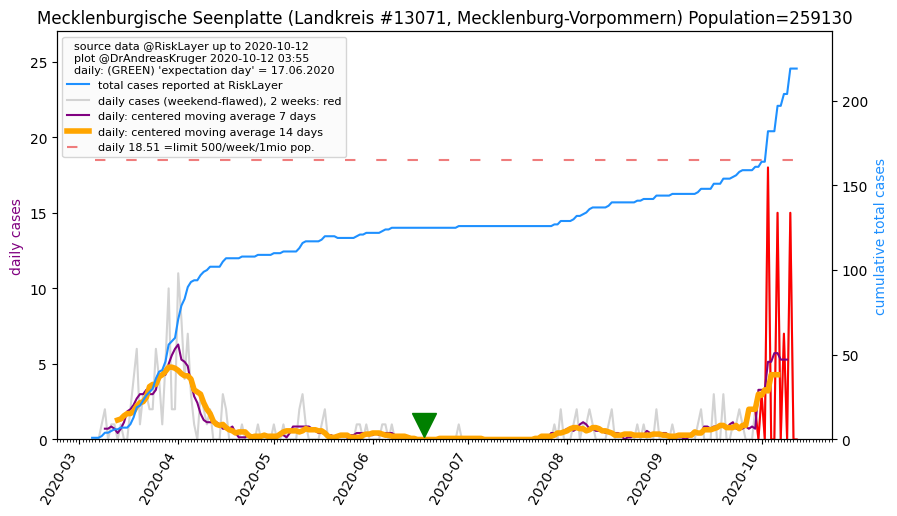 Mecklenburgische Seenplatte (Landkreis #13071, Mecklenburg-Vorpommern) Population=259130
source data @RiskLayer up to 2020-10-12
plot @DrAndreasKruger 2020-10-12 03:55
daily: (GREEN) 'expectation day' = 17.06.2020
total cases reported at RiskLayer
daily cases (weekend-flawed), 2 weeks: red
daily: centered moving average 7 days
daily: centered moving average 14 days
daily 18.51 =limit 500/week/1mio pop.
daily cases
25
20
15
10
5
0
cumulative total cases
200
150
100
50
0
2020-03
2020-04
2020-05
2020-06
2020-07
2020-08
2020-09
2020-10